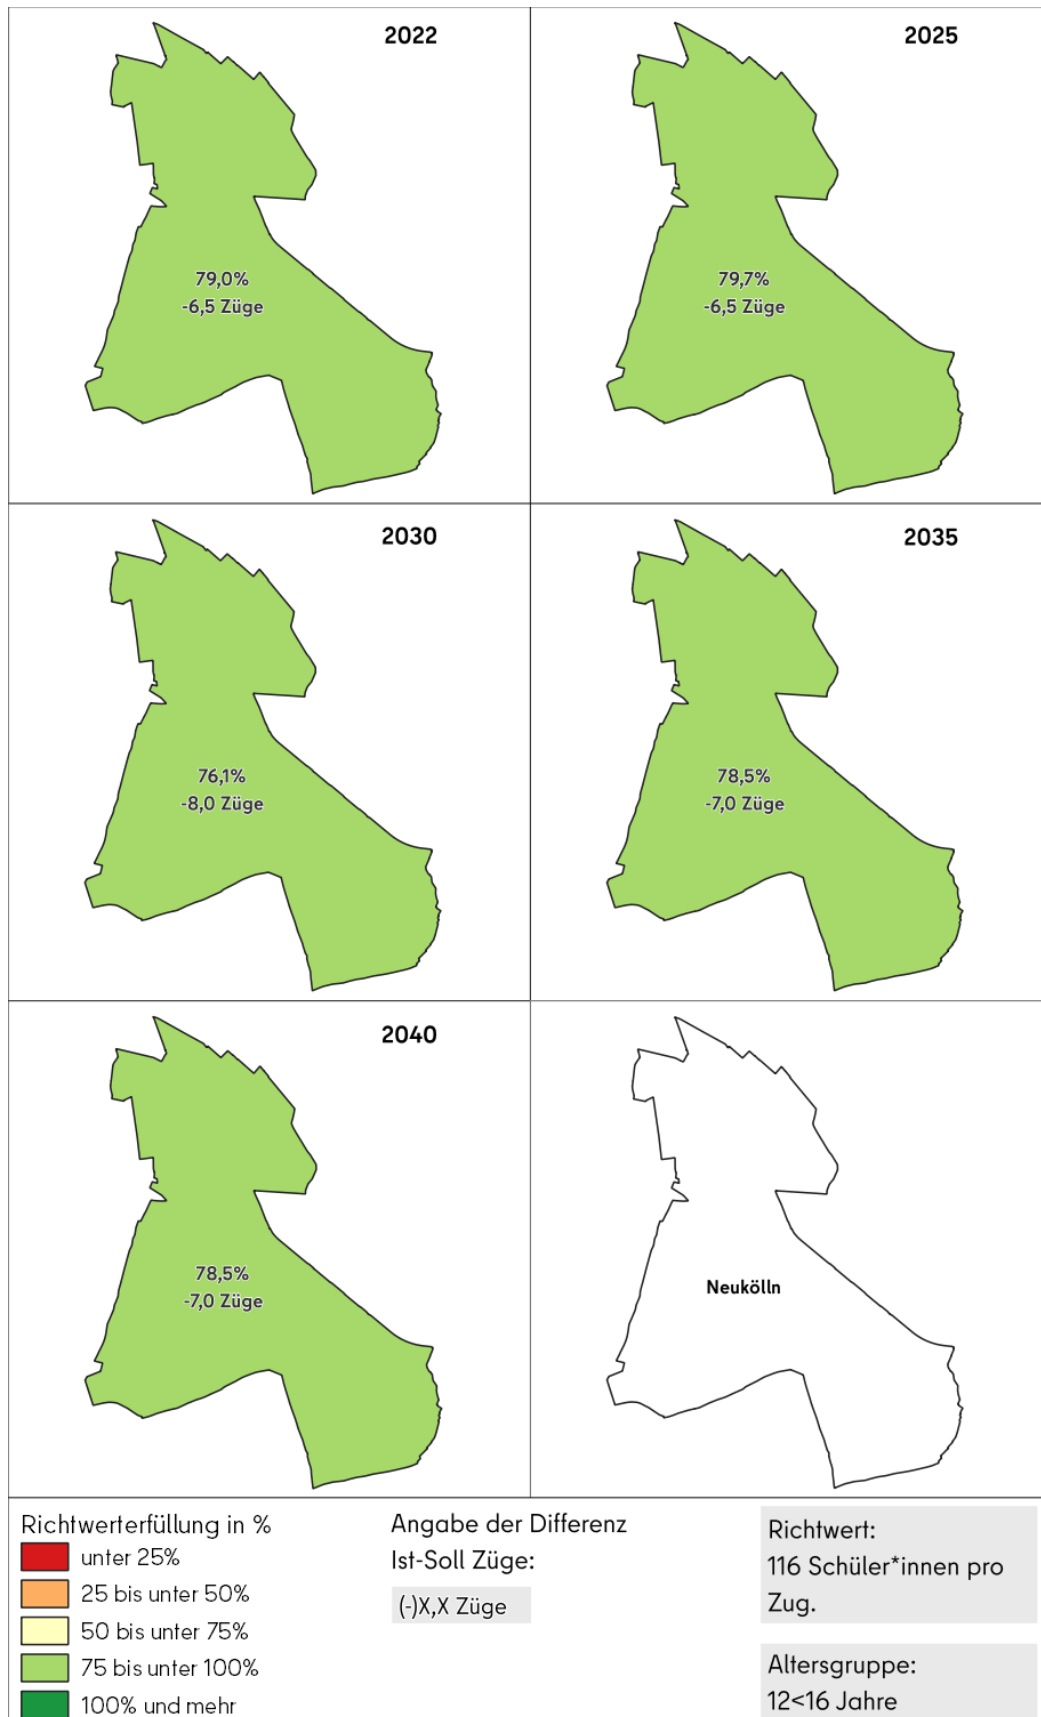 2022
79,0%
-6,5 Züge
2025
79,7%
-6,5 Züge
2030
76,1%
-8,0 Züge
2035
78,5%
-7,0 Züge
2040
78,5%
-7,0 Züge
Neukölln
Richtwerterfüllung in %
unter 25%
25 bis unter 50%
50 bis unter 75%
75 bis unter 100%
100% und mehr
Angabe der Differenz
Ist-Soll Züge:
(-)X,X Züge
Richtwert:
116 Schüler*innen pro
Zug.
Altersgruppe:
12<16 Jahre